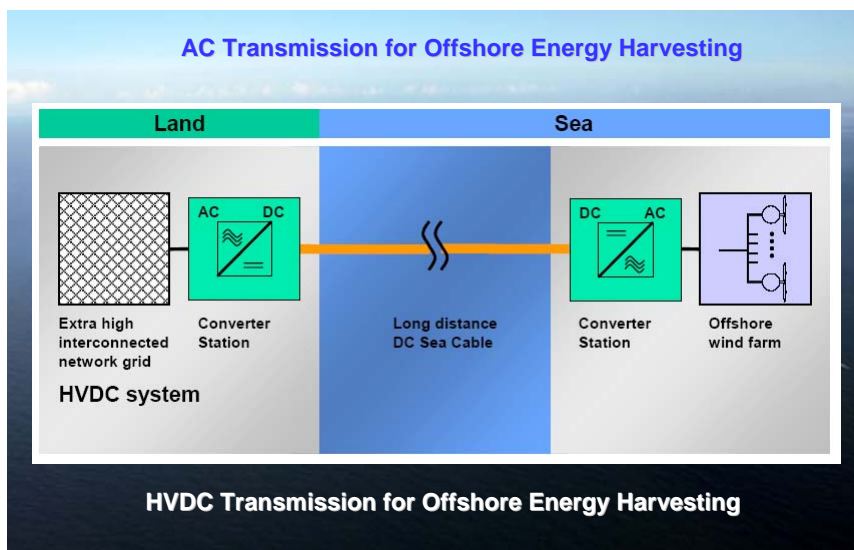 AC Transmission for Offshore Energy Harvesting
Land
Sea
AC DC
DC AC
Extra high
interconnected
network grid
Converter
Station
Long distance
DC Sea Cable
Converter
Station
Offshore
wind farm
HVDC system
HVDC Transmission for Offshore Energy Harvesting